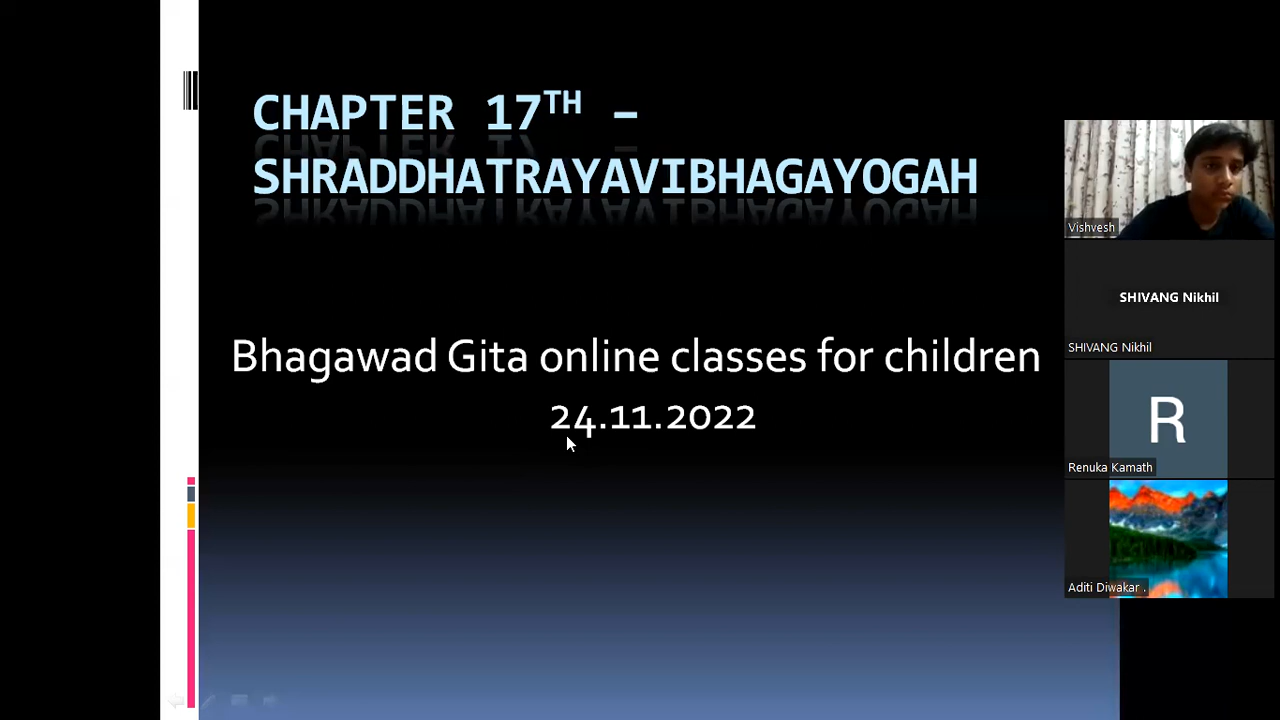 CHAPTER 17TH –
SHRADDHATRAYAVIBHAGAYOGAH
Bhagawad Gita online classes for children
24.11.2022
Vishvesh
SHIVANG Nikhil
SHIVANG Nikhil
R
Renuka Kamath
Aditi Diwakar .